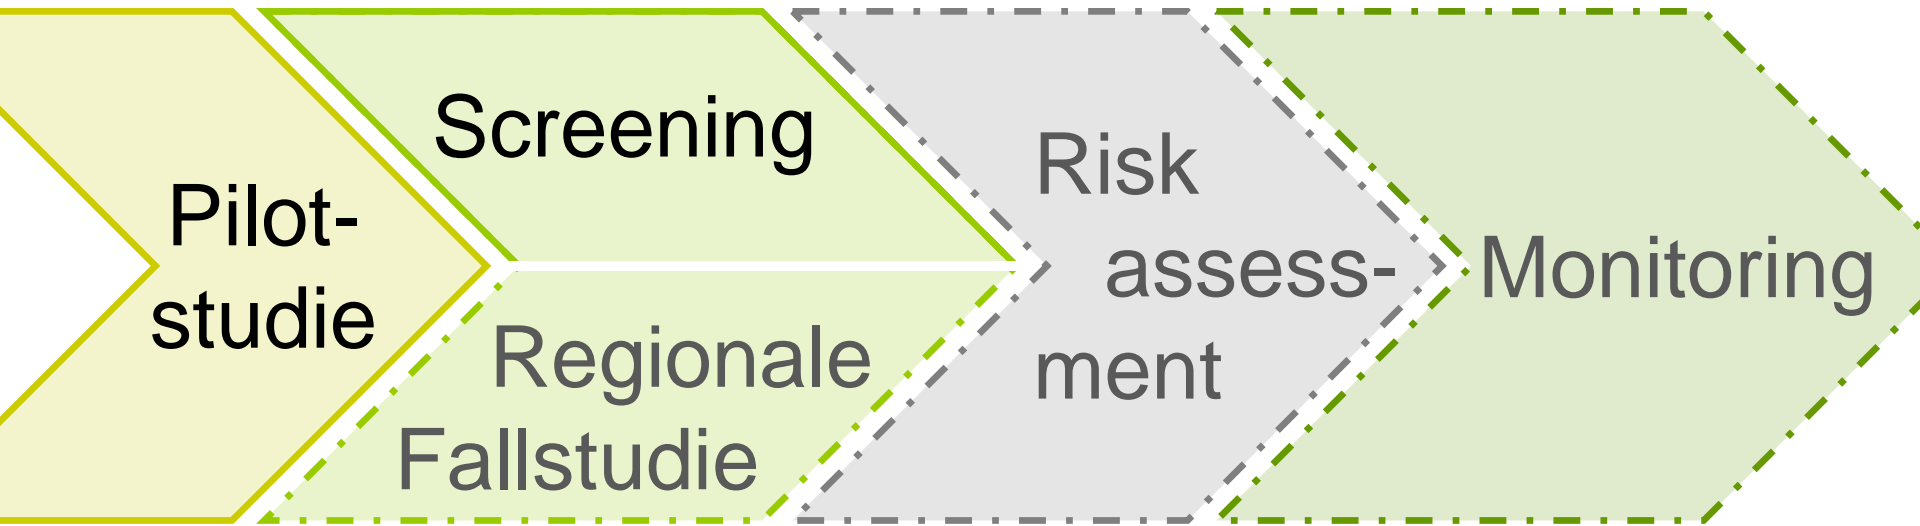 Pilot-
studie
Screening
Regionale
Fallstudie
Risk
assess-
ment
Monitoring